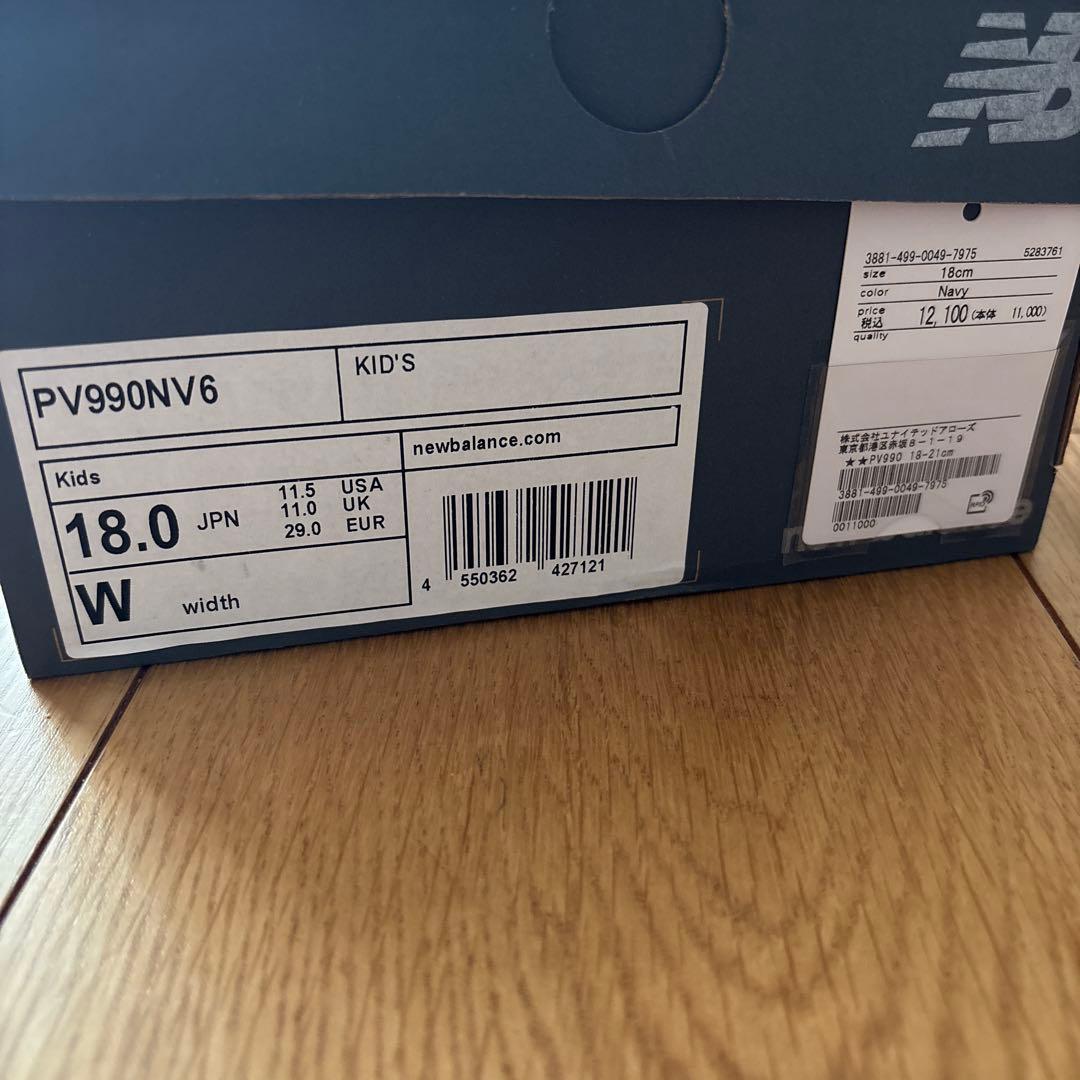 NB
3881-499-0049-7975 5283761
size 18cm
color Navy
price 税込 12,100 (本体 11,000)
quality
株式会社ユナイテッドアローズ
東京都港区赤坂8-1-19
★★PV990 18-21cm
3881-499-0049-7975
0011000
PV990NV6
KID'S
Kids
newbalance.com
18.0 JPN
11.5 USA
11.0 UK
29.0 EUR
W width
4 550362 427121